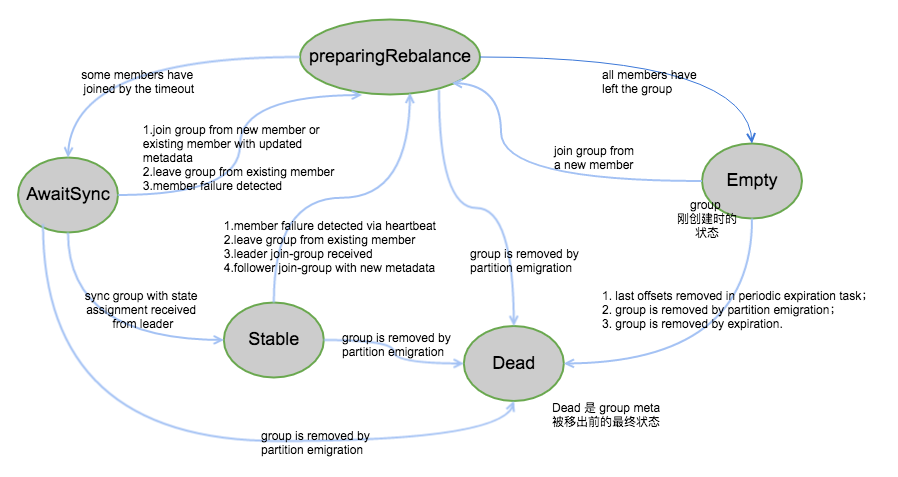 preparingRebalance
some members have
joined by the timeout
all members have
left the group
1.join group from new member or
existing member with updated
metadata
2.leave group from existing member
3.member failure detected
join group from
a new member
AwaitSync
Empty
group
刚创建时的
状态
1.member failure detected via heartbeat
2.leave group from existing member
3.leader join-group received
4.follower join-group with new metadata
group is removed by
partition emigration
sync group with state
assignment received
from leader
1. last offsets removed in periodic expiration task；
2. group is removed by partition emigration；
3. group is removed by expiration.
Stable
group is removed by
partition emigration
Dead
Dead 是 group meta
被移出前的最终状态
group is removed by
partition emigration